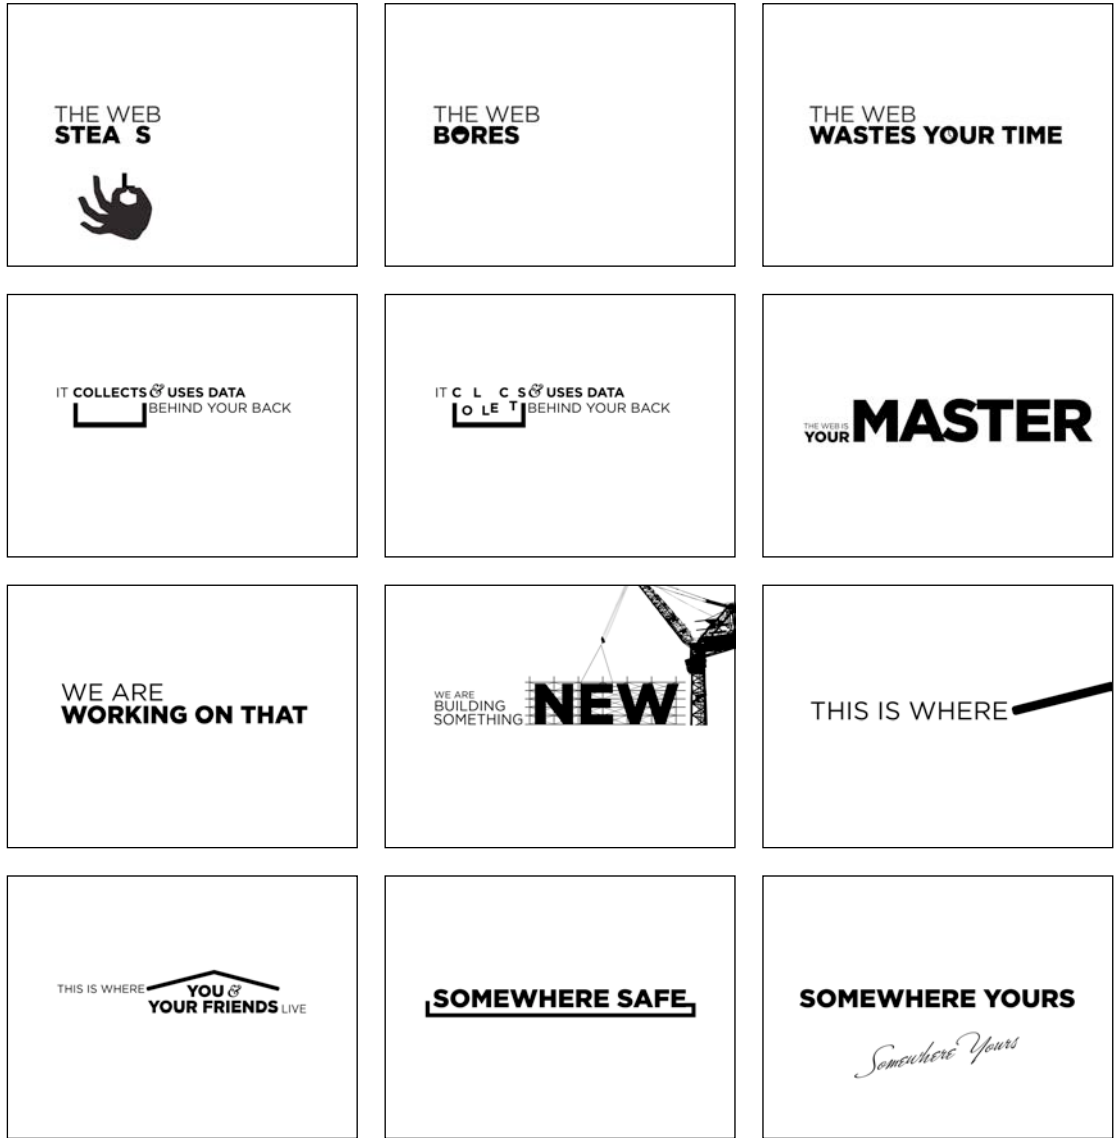 THE WEB
STEA S
THE WEB
BORES
THE WEB
WASTES YOUR TIME
IT COLLECTS & USES DATA
BEHIND YOUR BACK
IT C L C S & USES DATA
O L E T BEHIND YOUR BACK
THE WEB IS
YOUR MASTER
WE ARE
WORKING ON THAT
WE ARE
BUILDING
SOMETHING NEW
THIS IS WHERE
THIS IS WHERE YOU &
YOUR FRIENDS LIVE
SOMEWHERE SAFE
SOMEWHERE YOURS
Somewhere Yours